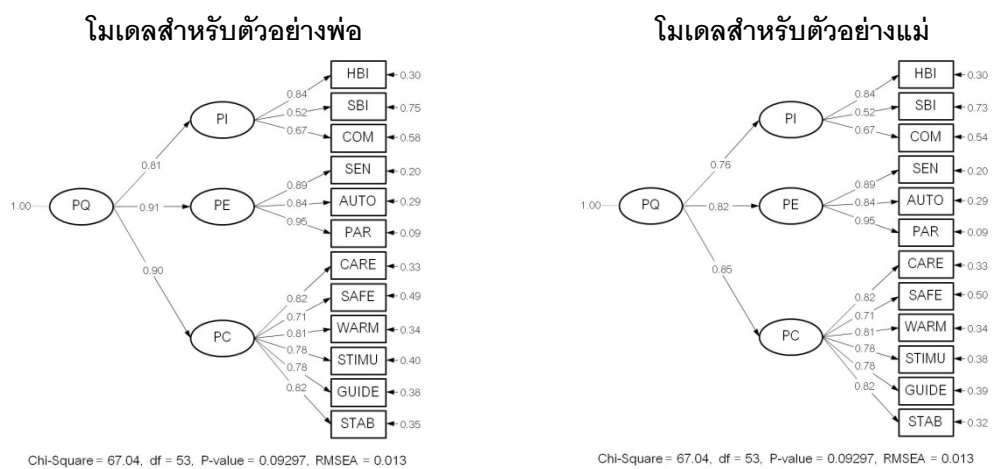 โมเดลสำหรับตัวอย่างพ่อ
HBI 0.30
0.84
SBI 0.75
0.52
PI
0.67
COM 0.58
0.81
SEN 0.20
0.89
1.00 PQ 0.91 PE 0.84 AUTO 0.29
0.95
PAR 0.09
0.90
CARE 0.33
0.82
SAFE 0.49
0.71
PC 0.81 WARM 0.34
0.78
STIMU 0.40
0.78
GUIDE 0.38
0.82
STAB 0.35
Chi-Square = 67.04, df = 53, P-value = 0.09297, RMSEA = 0.013
โมเดลสำหรับตัวอย่างแม่
HBI 0.30
0.84
SBI 0.73
0.52
PI
0.67
COM 0.54
0.76
SEN 0.20
0.89
1.00 PQ 0.82 PE 0.84 AUTO 0.29
0.95
PAR 0.09
0.85
CARE 0.33
0.82
SAFE 0.50
0.71
PC 0.81 WARM 0.34
0.78
STIMU 0.38
0.78
GUIDE 0.39
0.82
STAB 0.32
Chi-Square = 67.04, df = 53, P-value = 0.09297, RMSEA = 0.013